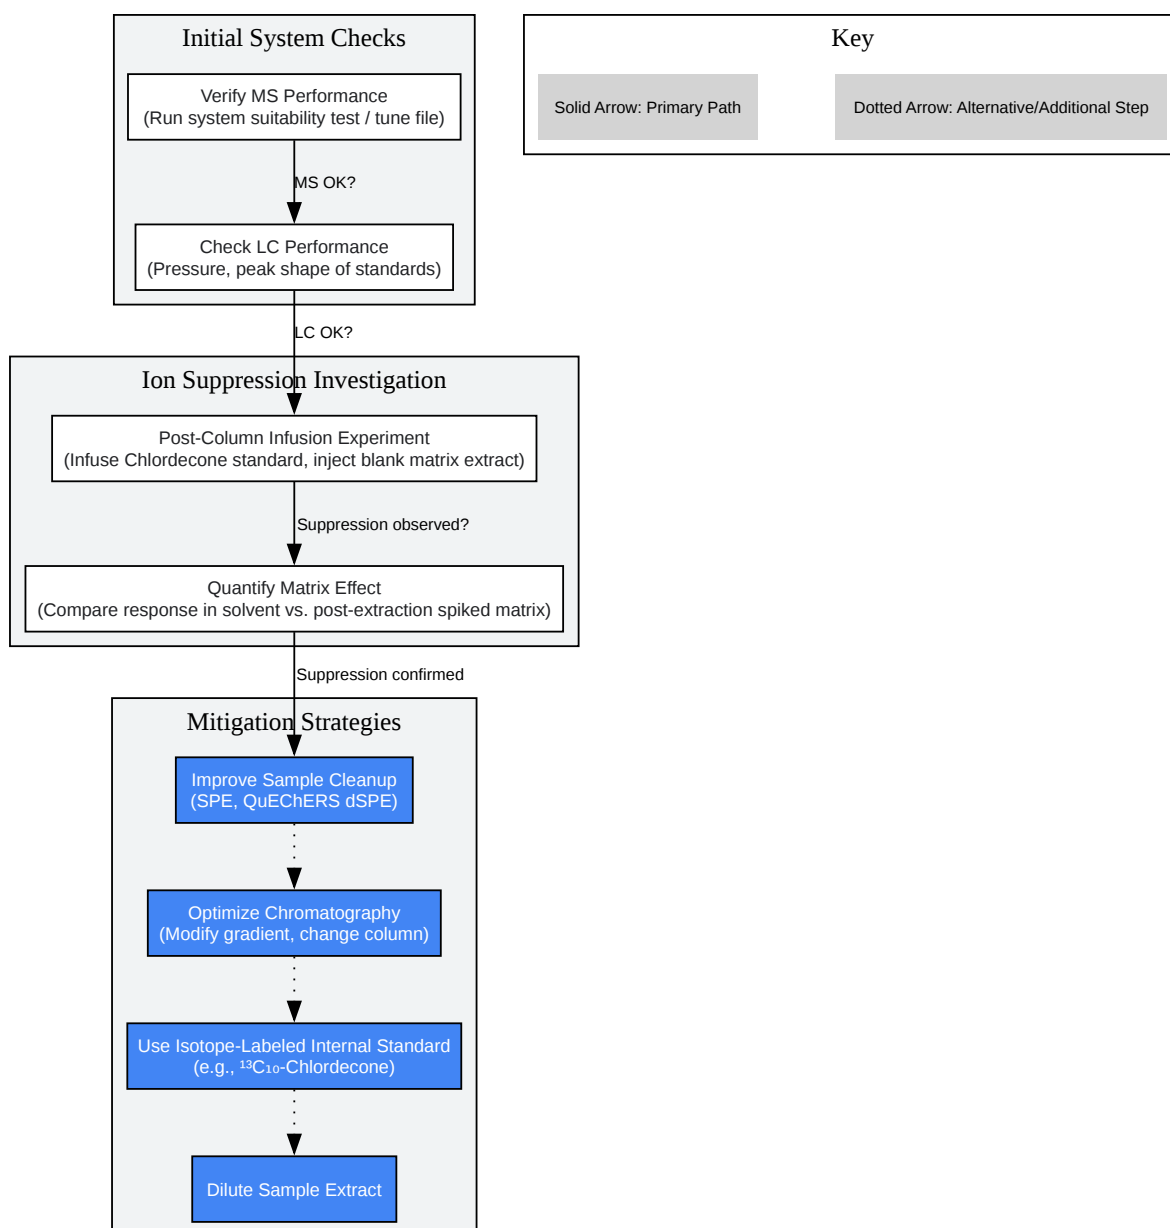 Initial System Checks
Verify MS Performance
(Run system suitability test / tune file)
MS OK?
Check LC Performance
(Pressure, peak shape of standards)
LC OK?
Key
Solid Arrow: Primary Path
Dotted Arrow: Alternative/Additional Step
Ion Suppression Investigation
Post-Column Infusion Experiment
(Infuse Chlordecone standard, inject blank matrix extract)
Suppression observed?
Quantify Matrix Effect
(Compare response in solvent vs. post-extraction spiked matrix)
Suppression confirmed
Mitigation Strategies
Improve Sample Cleanup
(SPE, QuEChERS dSPE)
Optimize Chromatography
(Modify gradient, change column)
Use Isotope-Labeled Internal Standard
(e.g., ¹³C₁₀-Chlordecone)
Dilute Sample Extract